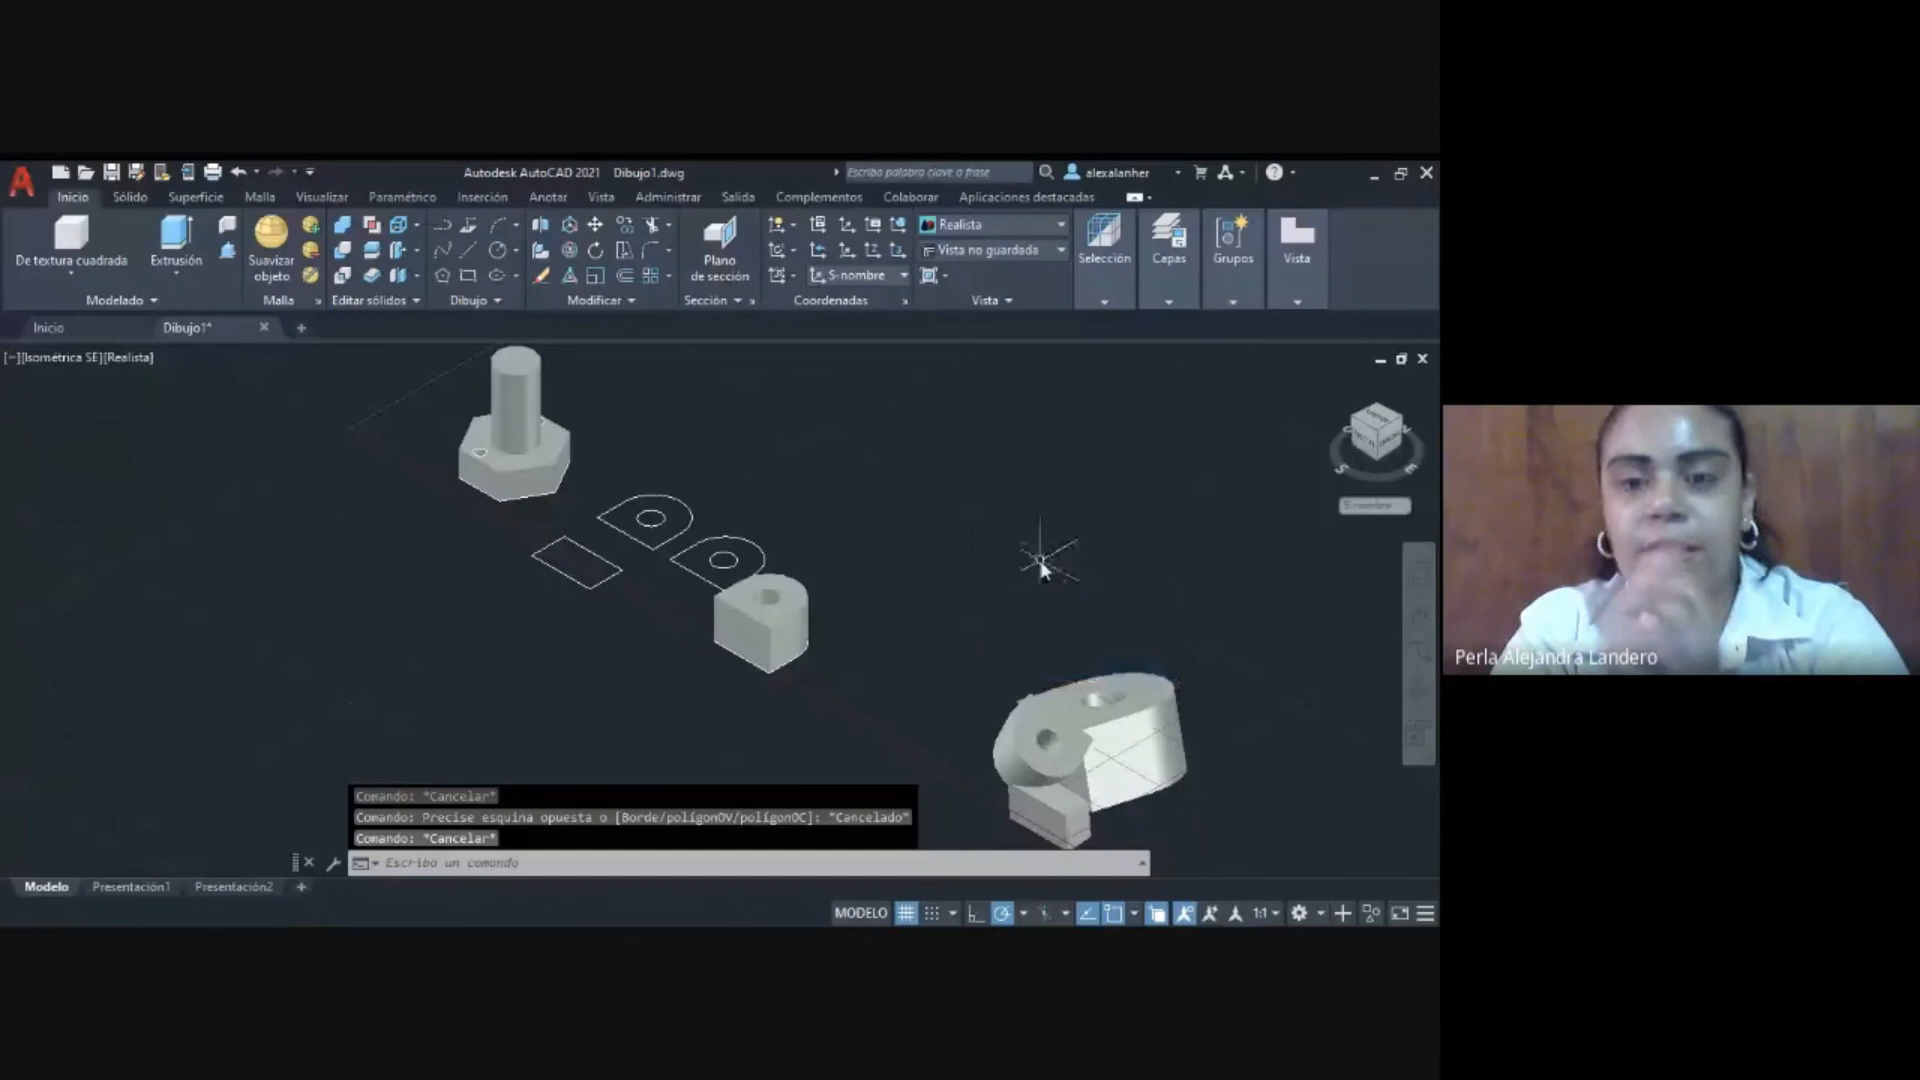 Autodesk AutoCAD 2021 Dibujo1.dwg
Escriba palabra clave o frase
alexalanher
Inicio Sólido Superficie Malla Visualizar Paramétrico Inserción Anotar Vista Administrar Salida Complementos Colaborar Aplicaciones destacadas
Realista
De textura cuadrada
Extrusión
Suavizar
objeto
Plano
de sección
Vista no guardada
S-nombre
Selección
Capas
Grupos
Vista
Modelado
Malla
Editar sólidos
Dibujo
Modificar
Sección
Coordenadas
Vista
Inicio
Dibujo1*
[−][Isométrica SE][Realista]
S
E
S-nombre
Comando: *Cancelar*
Comando: Precise esquina opuesta o [Borde/polígonOV/polígonOC]: *Cancelado*
Comando: *Cancelar*
Escriba un comando
Modelo
Presentación1
Presentación2
MODELO
1:1
Perla Alejandra Landero